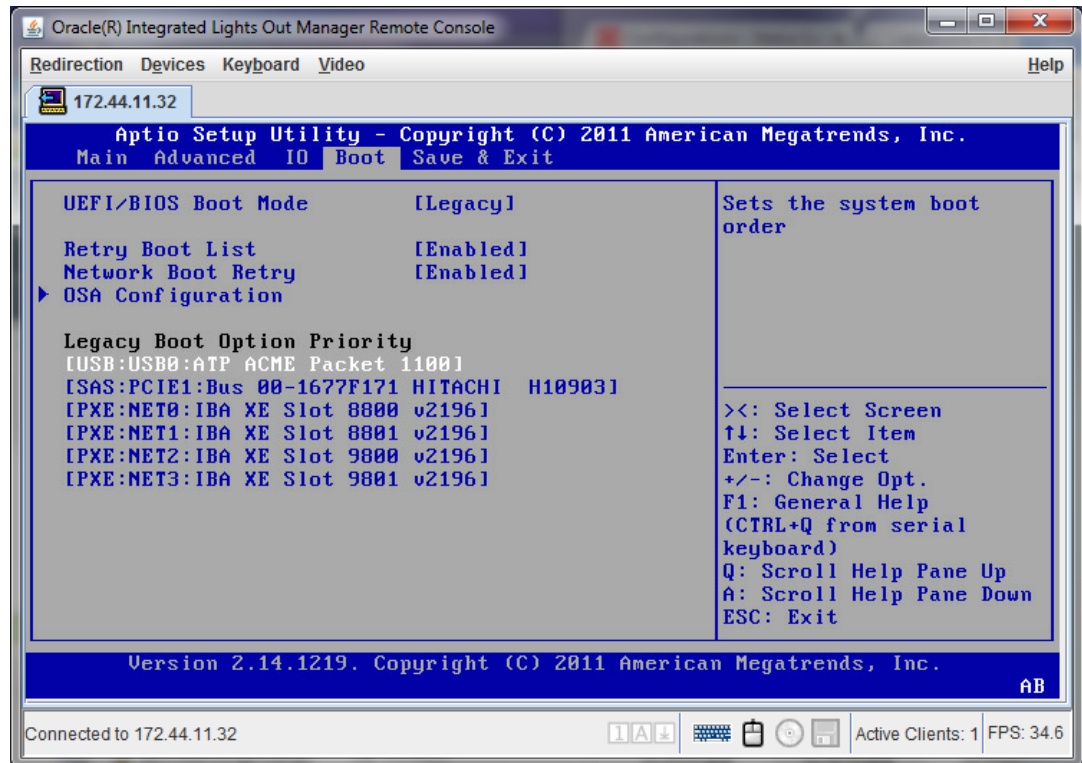 Oracle(R) Integrated Lights Out Manager Remote Console
Redirection Devices Keyboard Video Help
172.44.11.32
Aptio Setup Utility - Copyright (C) 2011 American Megatrends, Inc.
Main Advanced IO Boot Save & Exit
UEFI/BIOS Boot Mode [Legacy]
Retry Boot List [Enabled]
Network Boot Retry [Enabled]
OSA Configuration
Legacy Boot Option Priority
[USB:USB0:ATP ACME Packet 1100]
[SAS:PCIE1:Bus 00-1677F171 HITACHI H10903]
[PXE:NET0:IBA XE Slot 8800 v2196]
[PXE:NET1:IBA XE Slot 8801 v2196]
[PXE:NET2:IBA XE Slot 9800 v2196]
[PXE:NET3:IBA XE Slot 9801 v2196]
Sets the system boot
order
><: Select Screen
↑↓: Select Item
Enter: Select
+/-: Change Opt.
F1: General Help
(CTRL+Q from serial
keyboard)
Q: Scroll Help Pane Up
A: Scroll Help Pane Down
ESC: Exit
Version 2.14.1219. Copyright (C) 2011 American Megatrends, Inc.
AB
Connected to 172.44.11.32 1 A Active Clients: 1 FPS: 34.6